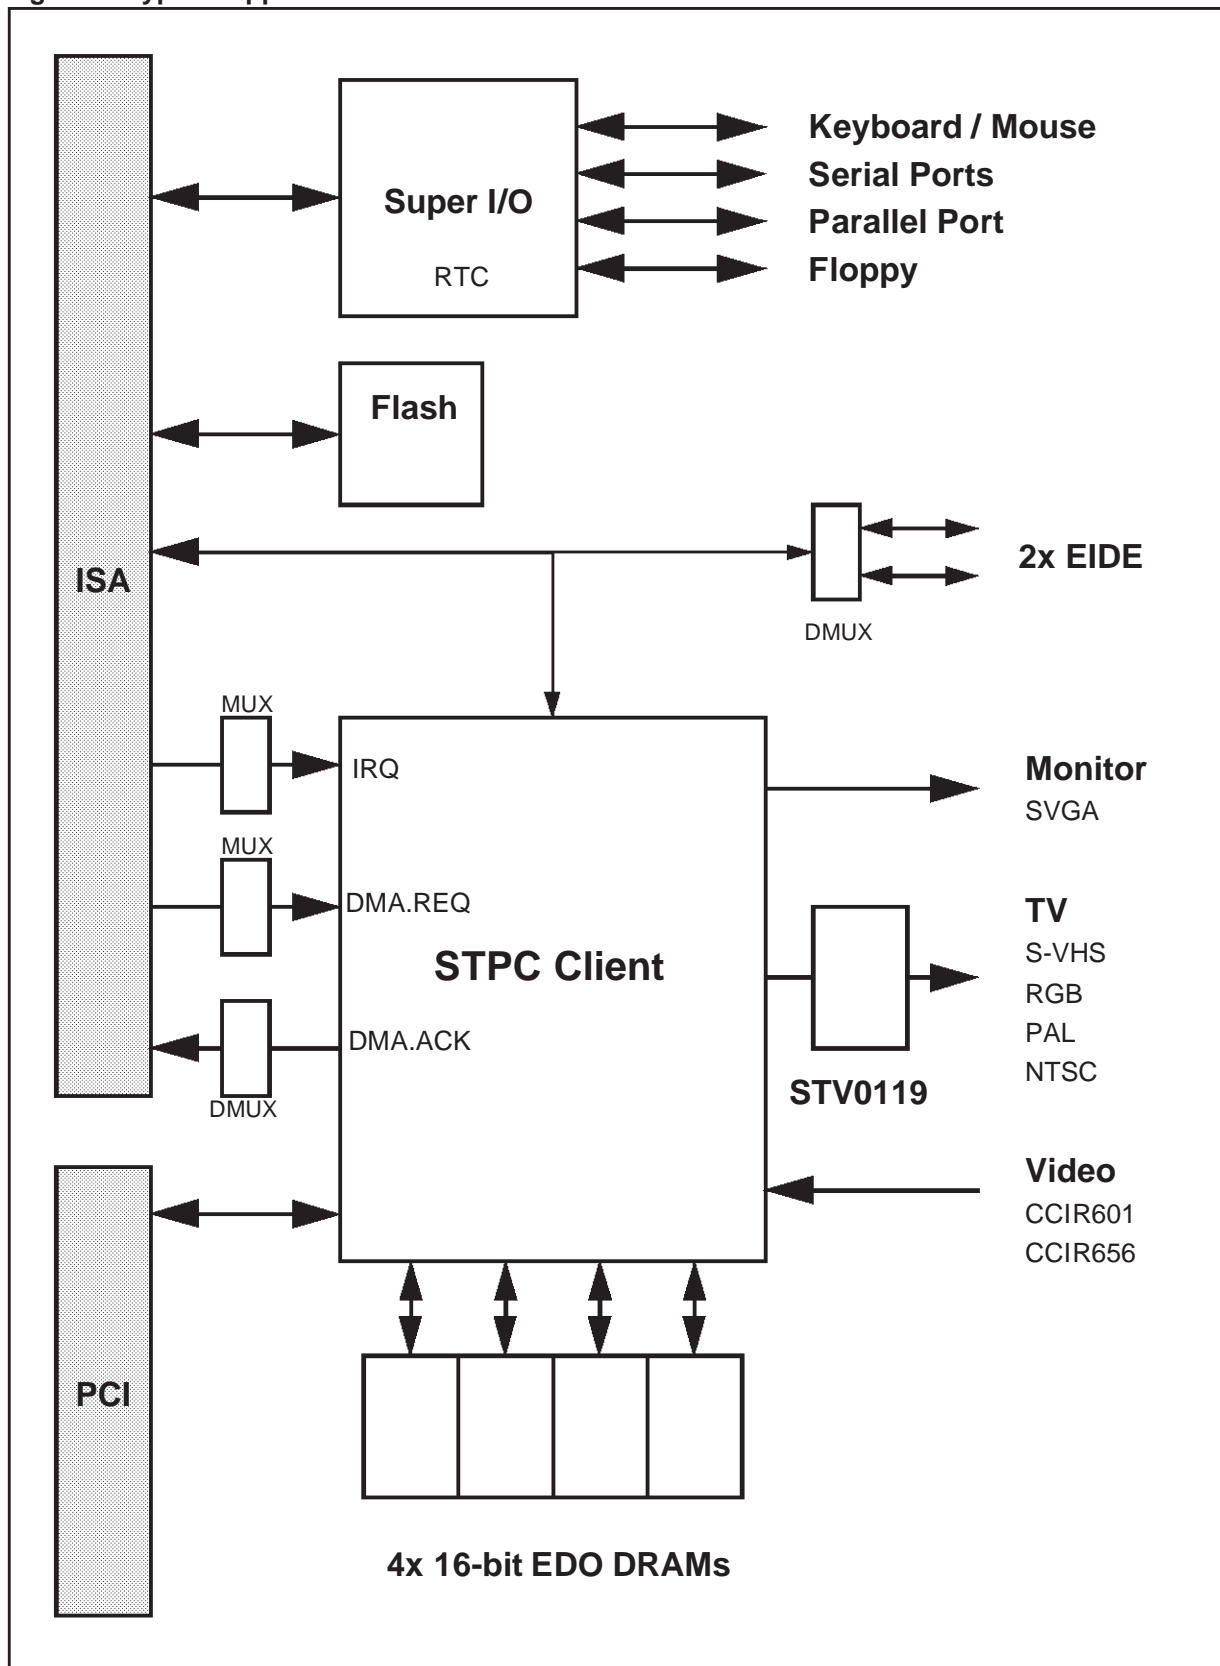 Keyboard / Mouse
Serial Ports
Super I/O
Parallel Port
RTC
Floppy
Flash
ISA
2x EIDE
DMUX
MUX
IRQ
Monitor
SVGA
MUX
DMA.REQ
TV
STPC Client
S-VHS
RGB
DMA.ACK
PAL
NTSC
STV0119
DMUX
Video
CCIR601
CCIR656
PCI
4x 16-bit EDO DRAMs